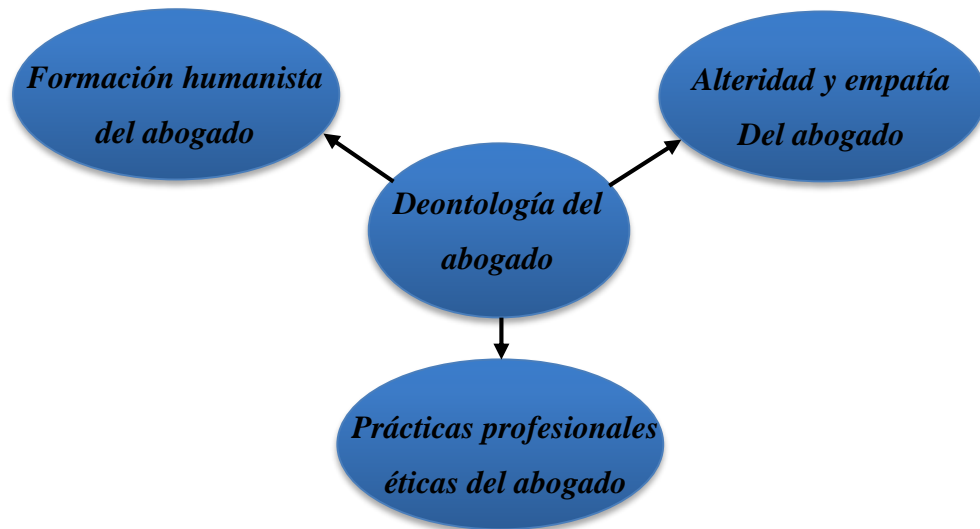 Formación humanista
del abogado
Alteridad y empatía
Del abogado
Deontología del
abogado
Prácticas profesionales
éticas del abogado